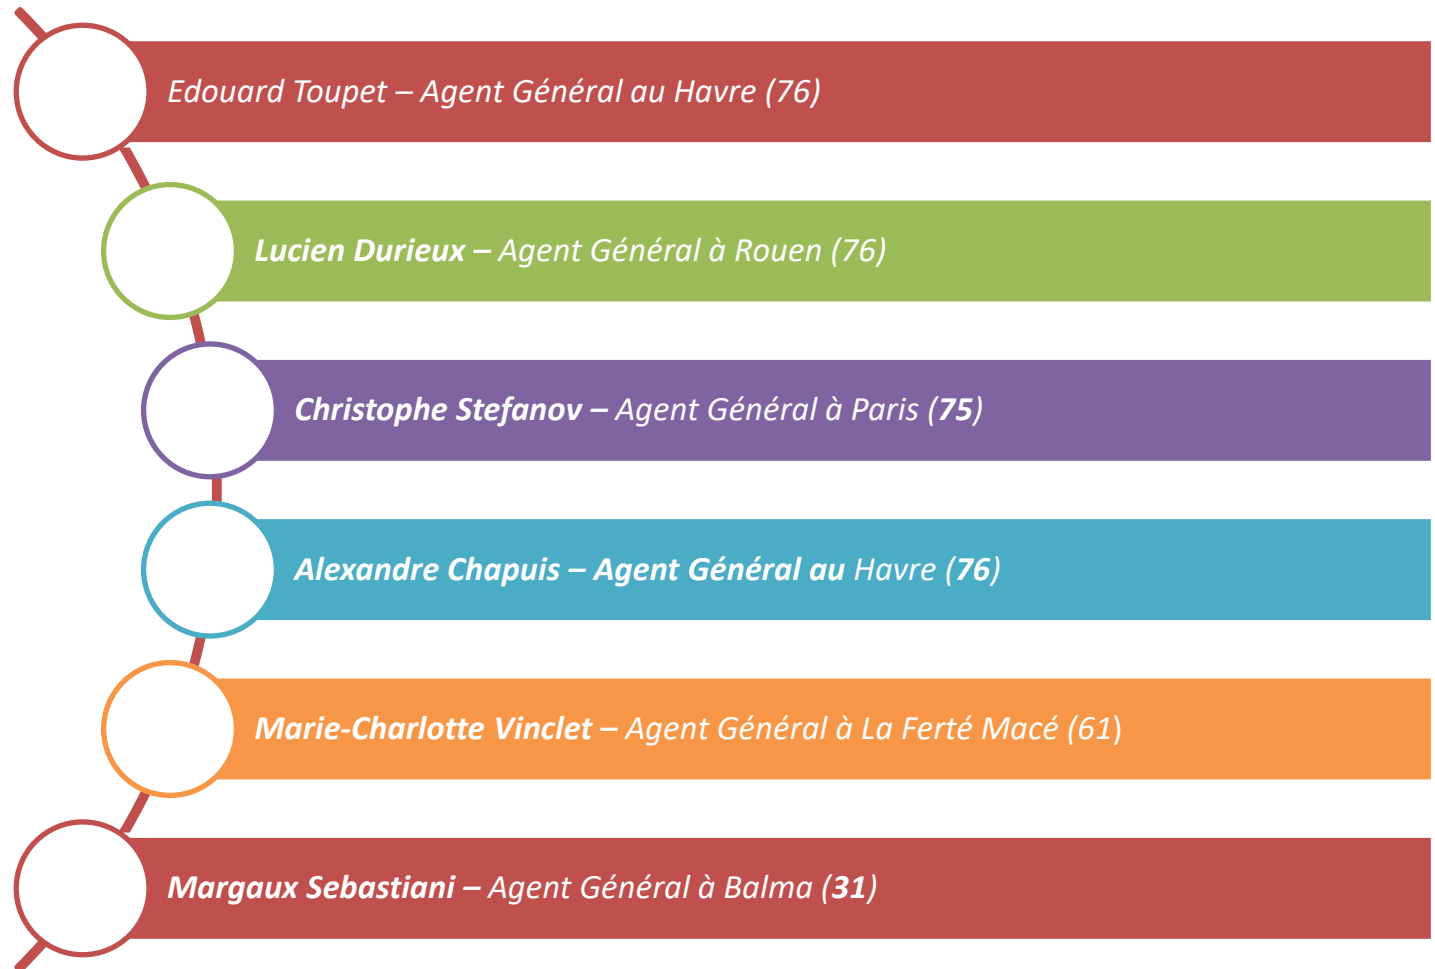 Edouard Toupet – Agent Général au Havre (76)
Lucien Durieux – Agent Général à Rouen (76)
Christophe Stefanov – Agent Général à Paris (75)
Alexandre Chapuis – Agent Général au Havre (76)
Marie-Charlotte Vinclet – Agent Général à La Ferté Macé (61)
Margaux Sebastiani – Agent Général à Balma (31)